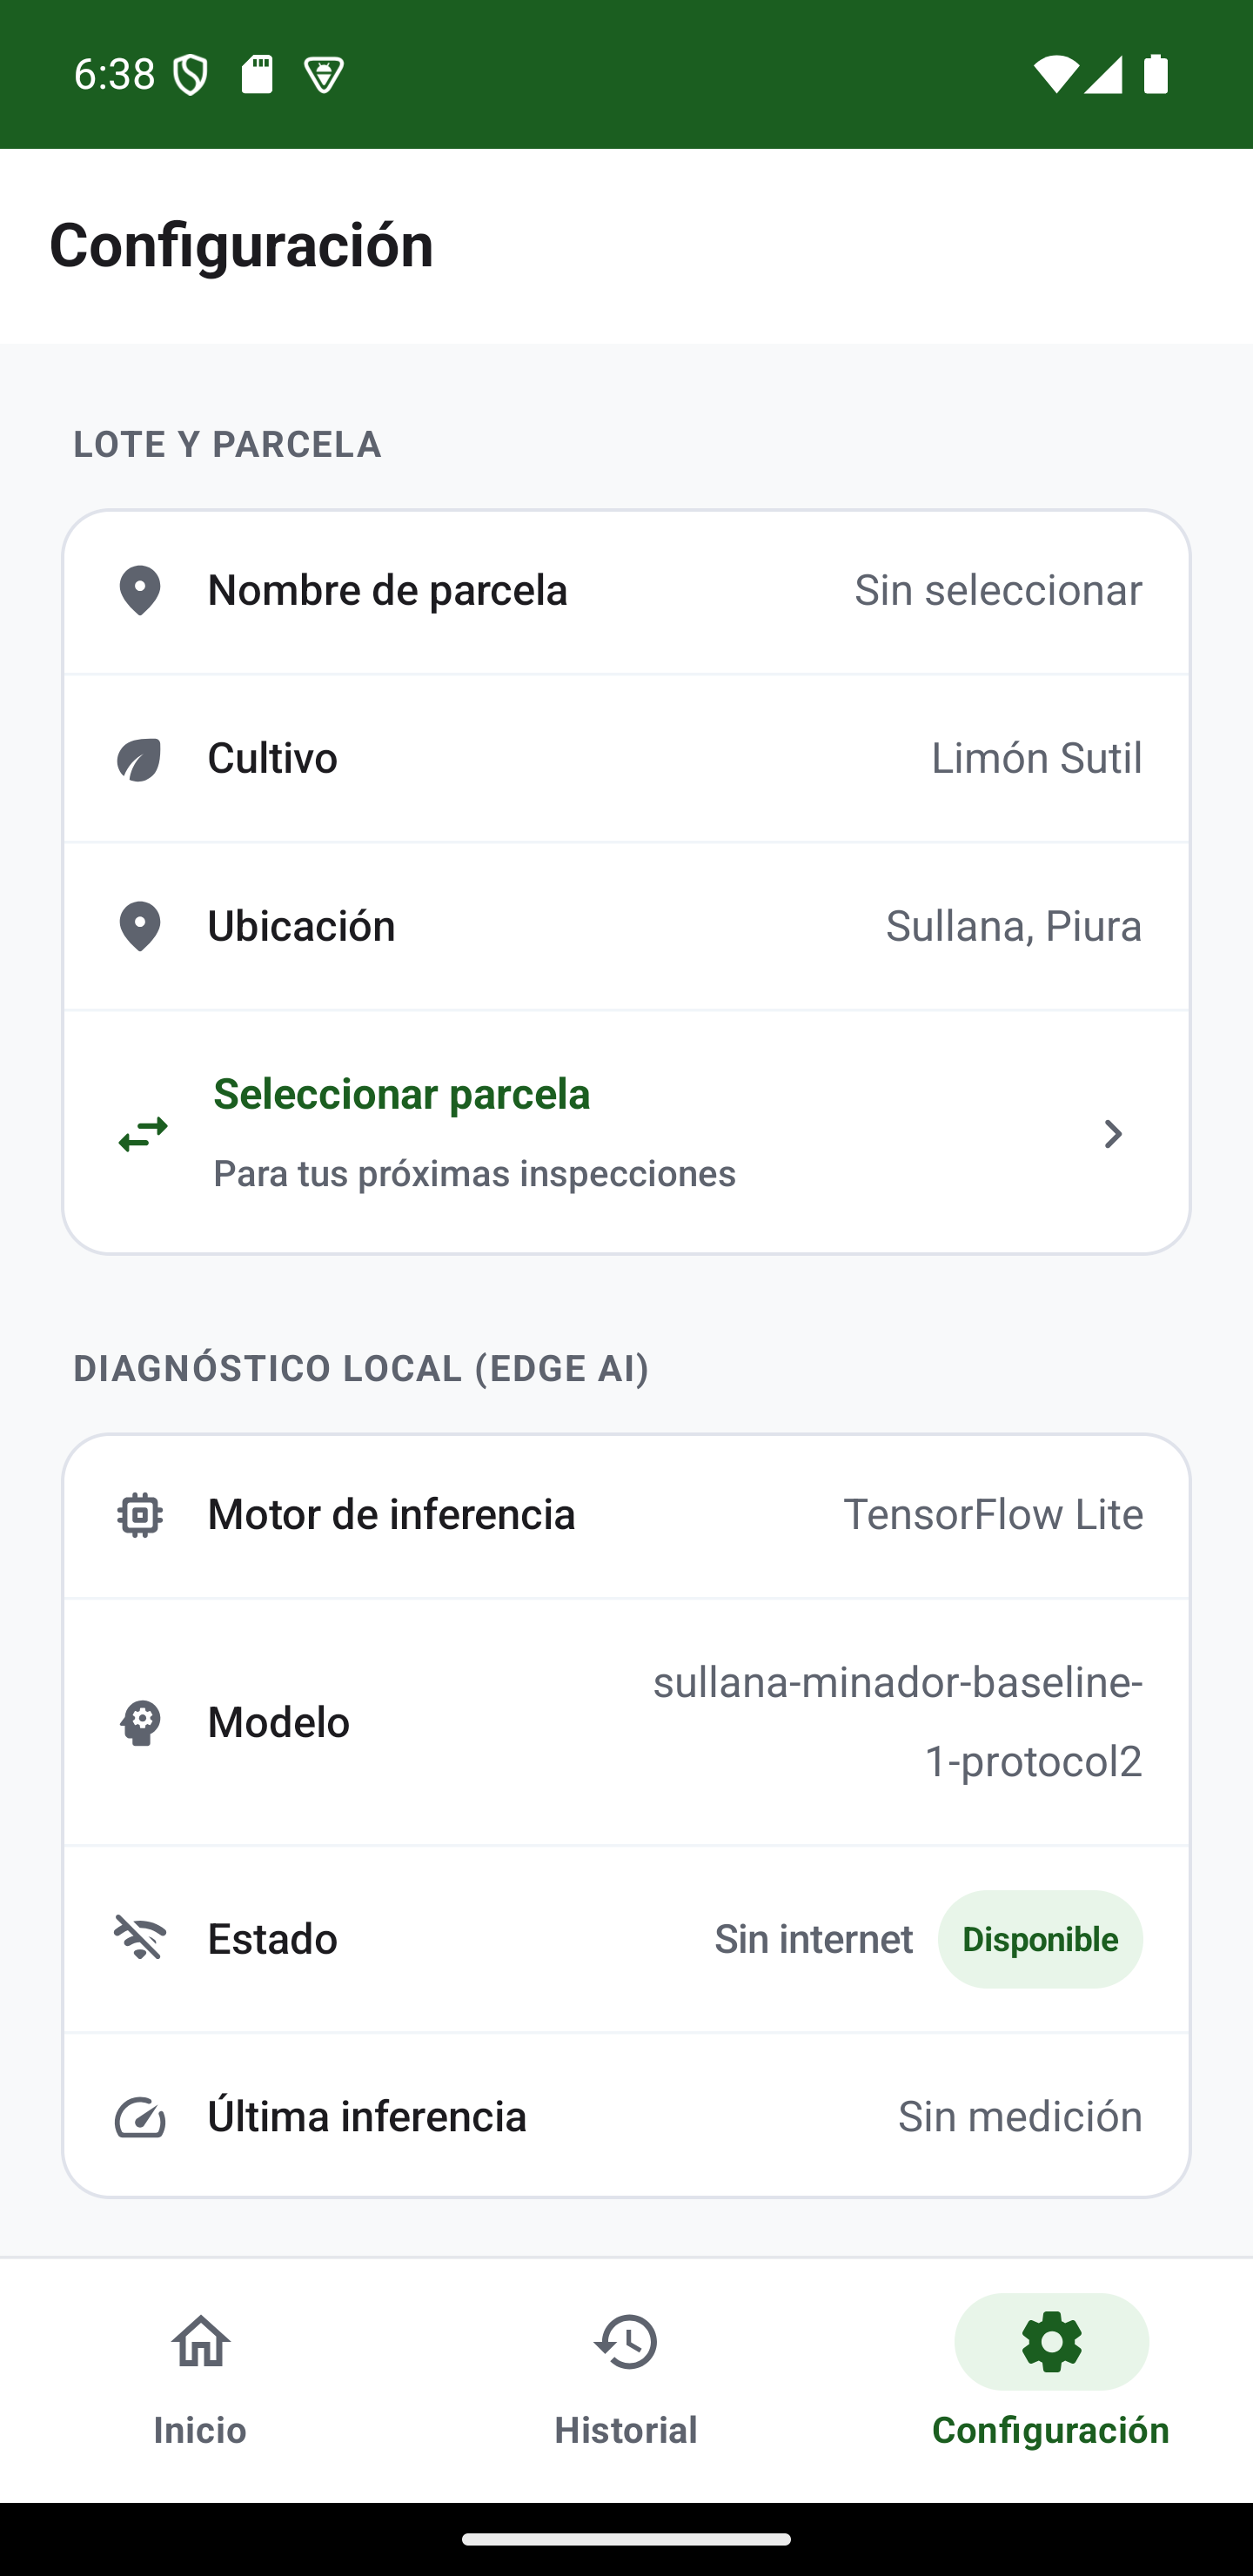 6:38
Configuración
LOTE Y PARCELA
Nombre de parcela Sin seleccionar
Cultivo Limón Sutil
Ubicación Sullana, Piura
Seleccionar parcela
Para tus próximas inspecciones
DIAGNÓSTICO LOCAL (EDGE AI)
Motor de inferencia TensorFlow Lite
Modelo sullana-minador-baseline-
1-protocol2
Estado Sin internet Disponible
Última inferencia Sin medición
Inicio Historial Configuración